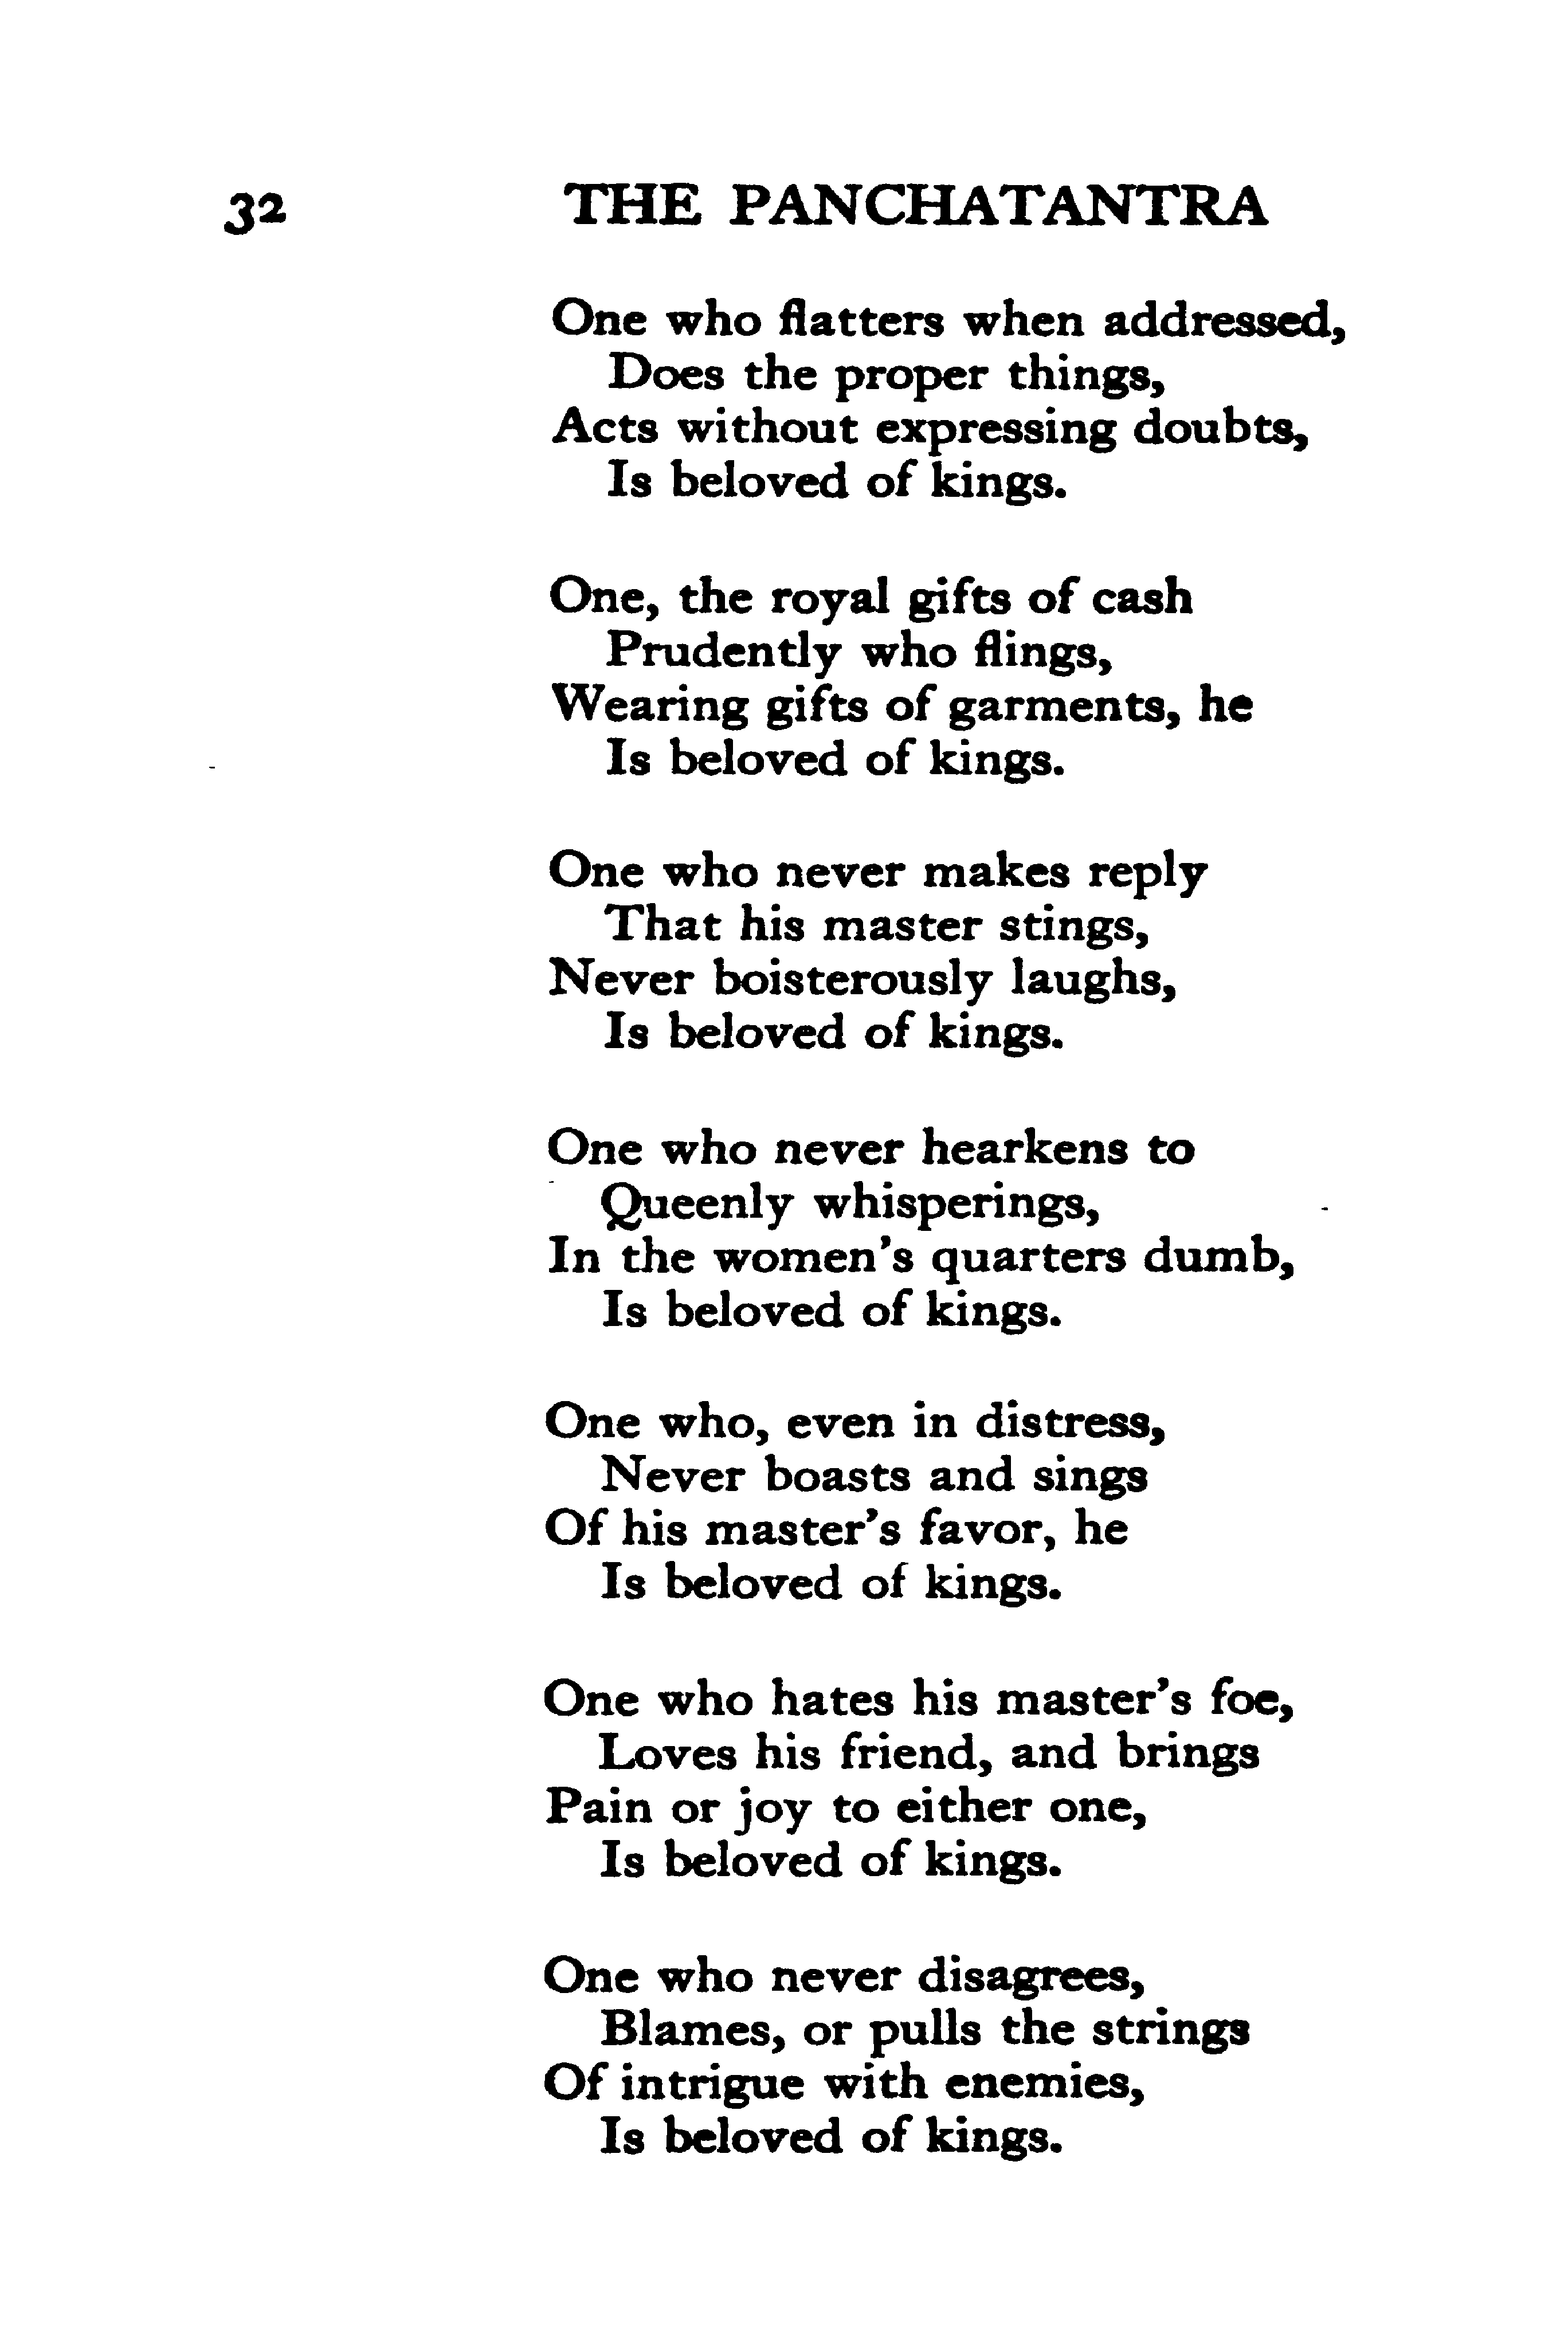 32 THE PANCHATANTRA
One who flatters when addressed,
Does the proper things,
Acts without expressing doubts,
Is beloved of kings.
One, the royal gifts of cash
Prudently who flings,
Wearing gifts of garments, he
Is beloved of kings.
One who never makes reply
That his master stings,
Never boisterously laughs,
Is beloved of kings.
One who never hearkens to
Queenly whisperings,
In the women's quarters dumb,
Is beloved of kings.
One who, even in distress,
Never boasts and sings
Of his master's favor, he
Is beloved of kings.
One who hates his master's foe,
Loves his friend, and brings
Pain or joy to either one,
Is beloved of kings.
One who never disagrees,
Blames, or pulls the strings
Of intrigue with enemies,
Is beloved of kings.